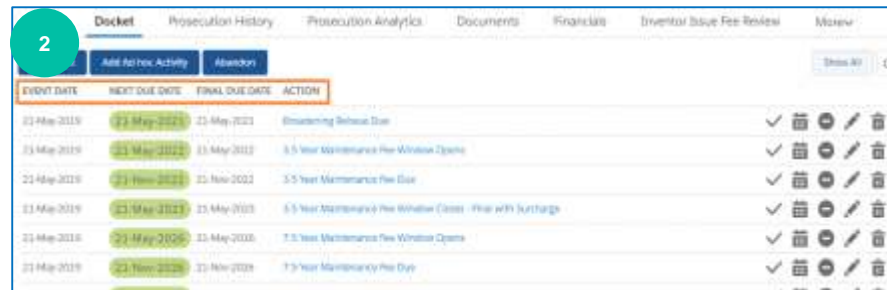 Docket Prosecution History Prosecution Analytics Documents Financials Inventor Issue Fee Review
2
Add Ad hoc Activity Abandon Show All
EVENT DATE NEXT DUE DATE FINAL DUE DATE ACTION
21-May-2019 21-May-2021 21-May-2021 Broadening Reissue Due
21-May-2019 21-May-2022 21-May-2022 3.5 Year Maintenance Fee Window Opens
21-May-2019 21-Nov-2022 21-Nov-2022 3.5 Year Maintenance Fee Due
21-May-2019 21-May-2023 21-May-2023 3.5 Year Maintenance Fee Window Closes - Final with Surcharge
21-May-2019 21-May-2026 21-May-2026 7.5 Year Maintenance Fee Window Opens
21-May-2019 21-Nov-2026 21-Nov-2026 7.5 Year Maintenance Fee Due